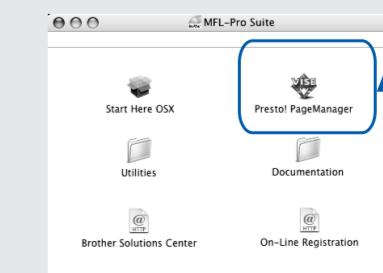 MFL-Pro Suite
Start Here OSX
Presto! PageManager
Utilities
Documentation
Brother Solutions Center
On-Line Registration